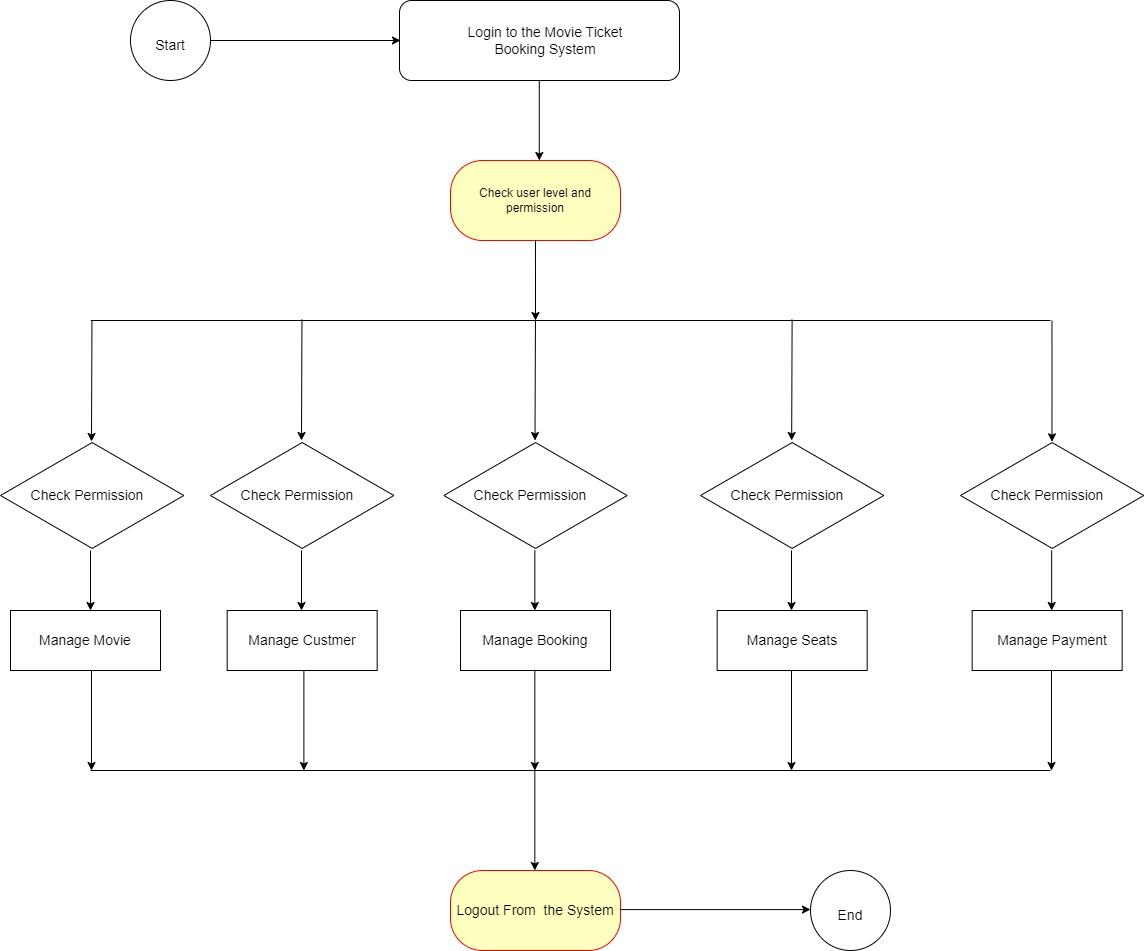 Start
Login to the Movie Ticket
Booking System
Check user level and
permission
Check Permission
Check Permission
Check Permission
Check Permission
Check Permission
Manage Movie
Manage Custmer
Manage Booking
Manage Seats
Manage Payment
Logout From  the System
End